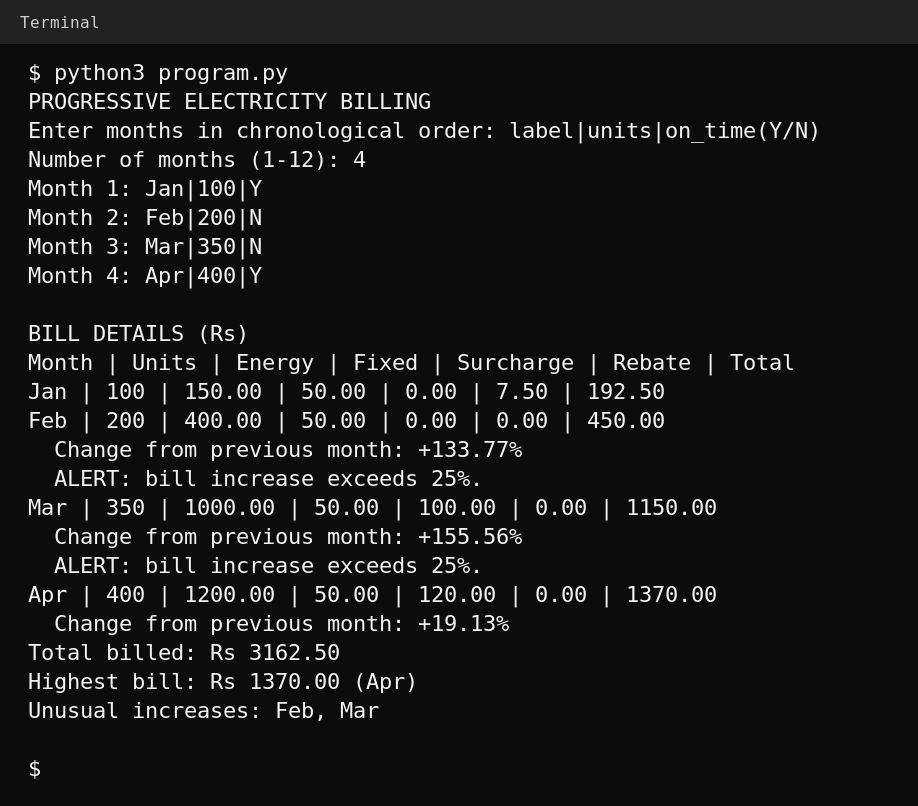 Terminal
$ python3 program.py
PROGRESSIVE ELECTRICITY BILLING
Enter months in chronological order: label|units|on_time(Y/N)
Number of months (1-12): 4
Month 1: Jan|100|Y
Month 2: Feb|200|N
Month 3: Mar|350|N
Month 4: Apr|400|Y

BILL DETAILS (Rs)
Month | Units | Energy | Fixed | Surcharge | Rebate | Total
Jan | 100 | 150.00 | 50.00 | 0.00 | 7.50 | 192.50
Feb | 200 | 400.00 | 50.00 | 0.00 | 0.00 | 450.00
  Change from previous month: +133.77%
  ALERT: bill increase exceeds 25%.
Mar | 350 | 1000.00 | 50.00 | 100.00 | 0.00 | 1150.00
  Change from previous month: +155.56%
  ALERT: bill increase exceeds 25%.
Apr | 400 | 1200.00 | 50.00 | 120.00 | 0.00 | 1370.00
  Change from previous month: +19.13%
Total billed: Rs 3162.50
Highest bill: Rs 1370.00 (Apr)
Unusual increases: Feb, Mar

$